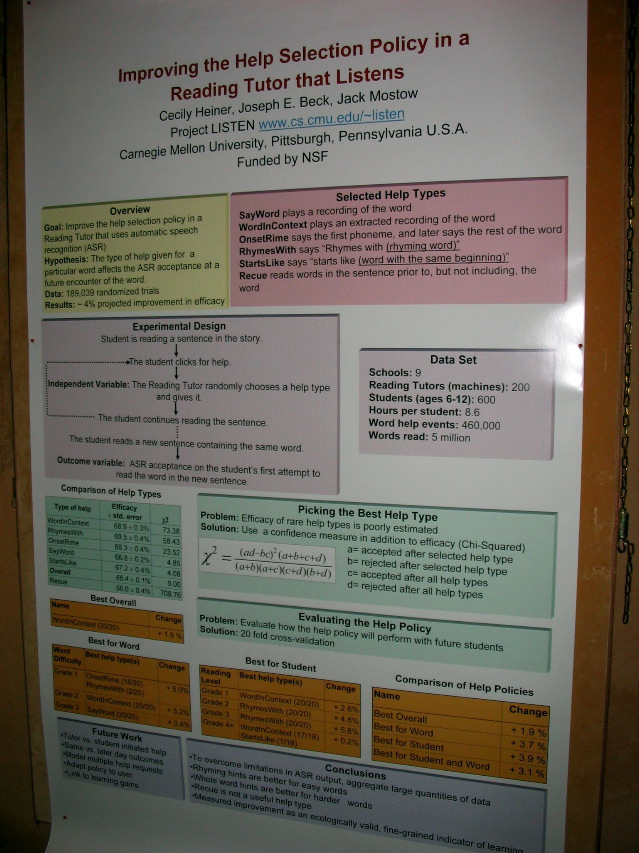 Improving the Help Selection Policy in a
Reading Tutor that Listens
Cecily Heiner, Joseph E. Beck, Jack Mostow
Project LISTEN www.cs.cmu.edu/~listen
Carnegie Mellon University, Pittsburgh, Pennsylvania U.S.A.
Funded by NSF
Overview
Goal: Improve the help selection policy in a
Reading Tutor that uses automatic speech
recognition (ASR)
Hypothesis: The type of help given for a
particular word affects the ASR acceptance at a
future encounter of the word.
Data: 189,039 randomized trials
Results: ~ 4% projected improvement in efficacy
Selected Help Types
SayWord plays a recording of the word
WordInContext plays an extracted recording of the word
OnsetRime says the first phoneme, and later says the rest of the word
RhymesWith says "Rhymes with (rhyming word)"
StartsLike says "starts like (word with the same beginning)"
Recue reads words in the sentence prior to, but not including, the
word
Experimental Design
Student is reading a sentence in the story.
The student clicks for help.
Independent Variable: The Reading Tutor randomly chooses a help type
and gives it.
The student continues reading the sentence.
The student reads a new sentence containing the same word.
Outcome variable: ASR acceptance on the student's first attempt to
read the word in the new sentence.
Data Set
Schools: 9
Reading Tutors (machines): 200
Students (ages 6-12): 600
Hours per student: 8.6
Word help events: 460,000
Words read: 5 million
Comparison of Help Types
Type of help Efficacy ± std. error χ2
WordInContext 68.9 ± 0.3% 73.38
RhymesWith 69.5 ± 0.4% 58.43
OnsetRime 68.3 ± 0.4% 23.52
SayWord 66.8 ± 0.2% 4.85
StartsLike 67.2 ± 0.4% 4.08
Overall 66.4 ± 0.1% 0.00
Recue 56.0 ± 0.4% 709.76
Picking the Best Help Type
Problem: Efficacy of rare help types is poorly estimated
Solution: Use a confidence measure in addition to efficacy (Chi-Squared)
χ² = (ad-bc)²(a+b+c+d) / (a+b)(a+c)(c+d)(b+d)
a= accepted after selected help type
b= rejected after selected help type
c= accepted after all help types
d= rejected after all help types
Best Overall
Name Change
WordInContext (20/20) + 1.9 %
Evaluating the Help Policy
Problem: Evaluate how the help policy will perform with future students
Solution: 20 fold cross-validation
Best for Word
Word Difficulty Best help type(s) Change
Grade 1 OnsetRime (18/20)
RhymesWith (2/20) + 5.0%
Grade 2 WordInContext (20/20) + 3.2%
Grade 3 SayWord (20/20) + 3.4%
Best for Student
Reading Level Best help type(s) Change
Grade 1 WordInContext (20/20) + 2.6%
Grade 2 RhymesWith (20/20) + 4.6%
Grade 3 RhymesWith (20/20) + 5.8%
Grade 4+ WordInContext (17/18)
StartsLike (1/18) + 0.2%
Comparison of Help Policies
Name Change
Best Overall + 1.9 %
Best for Word + 3.7 %
Best for Student + 3.9 %
Best for Student and Word + 3.1 %
Future Work
•Tutor vs. student initiated help
•Same vs. later day outcomes
•Model multiple help requests
•Adapt policy to user
•Link to learning gains
Conclusions
•To overcome limitations in ASR output, aggregate large quantities of data
•Rhyming hints are better for easy words
•Whole word hints are better for harder words
•Recue is not a useful help type
•Measured improvement as an ecologically valid, fine-grained indicator of learning